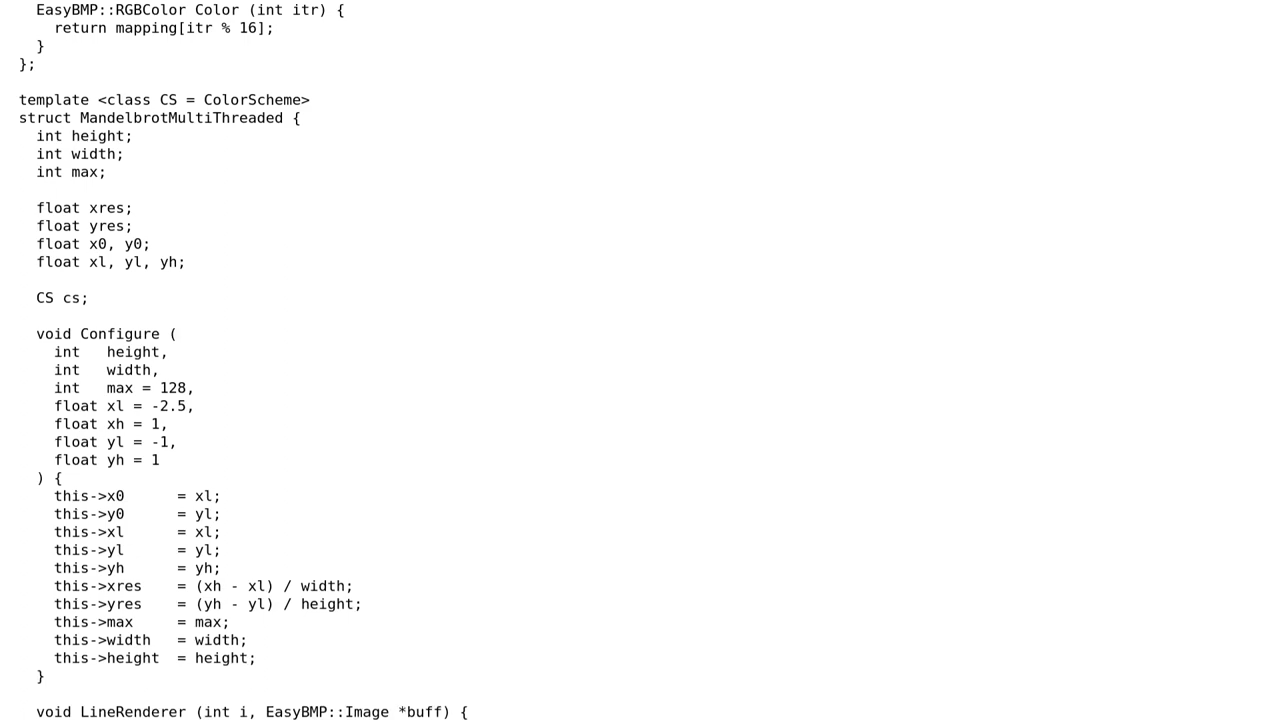 EasyBMP::RGBColor Color (int itr) {
    return mapping[itr % 16];
  }
};

template <class CS = ColorScheme>
struct MandelbrotMultiThreaded {
  int height;
  int width;
  int max;

  float xres;
  float yres;
  float x0, y0;
  float xl, yl, yh;

  CS cs;

  void Configure (
    int   height,
    int   width,
    int   max = 128,
    float xl = -2.5,
    float xh = 1,
    float yl = -1,
    float yh = 1
  ) {
    this->x0      = xl;
    this->y0      = yl;
    this->xl      = xl;
    this->yl      = yl;
    this->yh      = yh;
    this->xres    = (xh - xl) / width;
    this->yres    = (yh - yl) / height;
    this->max     = max;
    this->width   = width;
    this->height  = height;
  }

  void LineRenderer (int i, EasyBMP::Image *buff) {